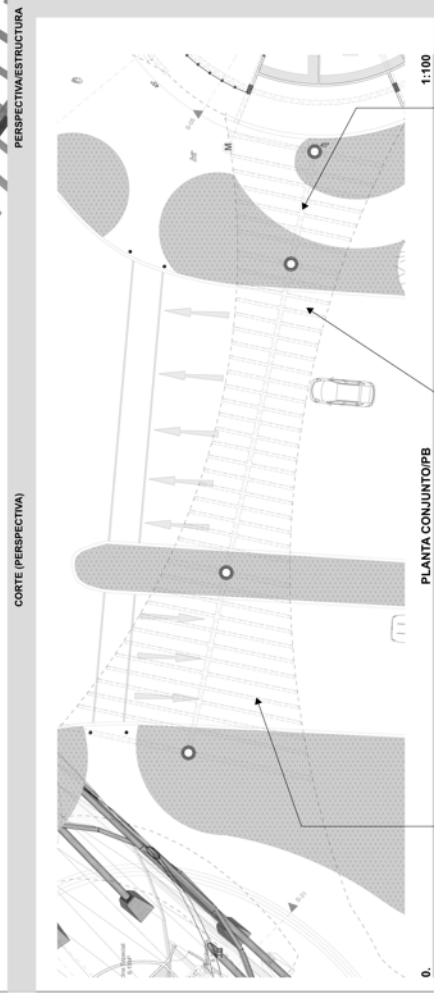 CORTE (PERSPECTIVA)
PERSPECTIVA/ESTRUCTURA
M
0.
PLANTA CONJUNTO/PB
1:100